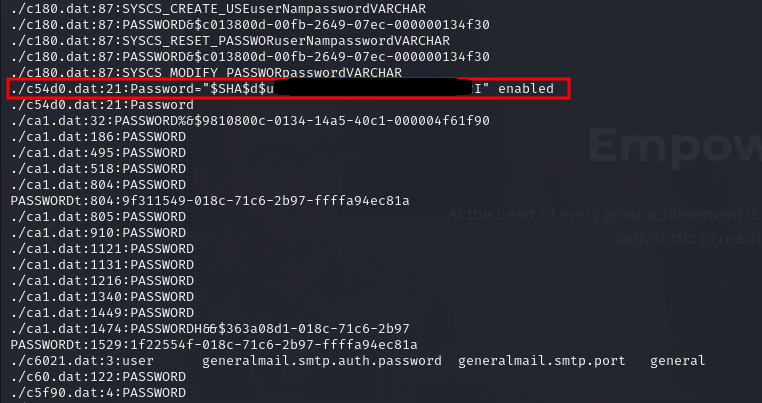 ./c180.dat:87:SYSCS_CREATE_USEuserNampasswordVARCHAR
./c180.dat:87:PASSWORD&$c013800d-00fb-2649-07ec-000000134f30
./c180.dat:87:SYSCS_RESET_PASSWORuserNampasswordVARCHAR
./c180.dat:87:PASSWORD&$c013800d-00fb-2649-07ec-000000134f30
./c180.dat:87:SYSCS_MODIFY_PASSWORpasswordVARCHAR
./c54d0.dat:21:Password="$SHA$d$u I" enabled
./c54d0.dat:21:Password
./ca1.dat:32:PASSWORD%&$9810800c-0134-14a5-40c1-000004f61f90
./ca1.dat:186:PASSWORD
./ca1.dat:495:PASSWORD
./ca1.dat:518:PASSWORD
./ca1.dat:804:PASSWORD
PASSWORDt:804:9f311549-018c-71c6-2b97-ffffa94ec81a
./ca1.dat:805:PASSWORD
./ca1.dat:910:PASSWORD
./ca1.dat:1121:PASSWORD
./ca1.dat:1131:PASSWORD
./ca1.dat:1216:PASSWORD
./ca1.dat:1340:PASSWORD
./ca1.dat:1449:PASSWORD
./ca1.dat:1474:PASSWORDH&&$363a08d1-018c-71c6-2b97
PASSWORDt:1529:1f22554f-018c-71c6-2b97-ffffa94ec81a
./c6021.dat:3:user generalmail.smtp.auth.password generalmail.smtp.port general
./c60.dat:122:PASSWORD
./c5f90.dat:4:PASSWORD
Empow
At the heart of every great achievement is
individuals to reach